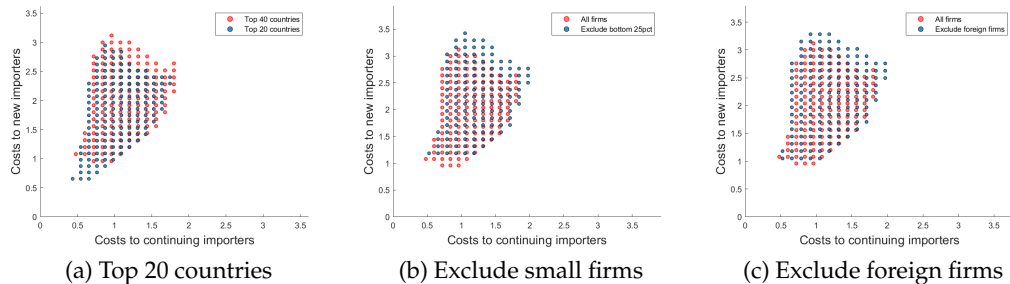 Top 40 countries
Top 20 countries
Costs to new importers
3.5
3
2.5
2
1.5
1
0.5
0
0 0.5 1 1.5 2 2.5 3 3.5
Costs to continuing importers
(a) Top 20 countries
All firms
Exclude bottom 25pct
Costs to new importers
3.5
3
2.5
2
1.5
1
0.5
0
0 0.5 1 1.5 2 2.5 3 3.5
Costs to continuing importers
(b) Exclude small firms
All firms
Exclude foreign firms
Costs to new importers
3.5
3
2.5
2
1.5
1
0.5
0
0 0.5 1 1.5 2 2.5 3 3.5
Costs to continuing importers
(c) Exclude foreign firms